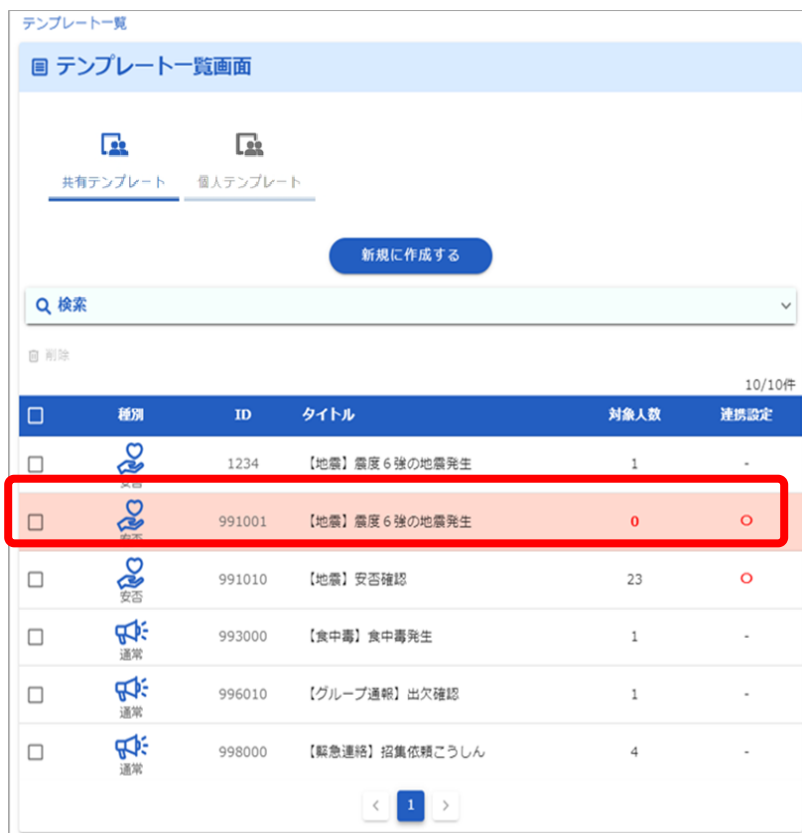 テンプレート一覧
テンプレート一覧画面
共有テンプレート 個人テンプレート
新規に作成する
検索
削除
10/10件
種別 ID タイトル 対象人数 連携設定
安否 1234 【地震】震度６強の地震発生 1 -
安否 991001 【地震】震度６強の地震発生 0 〇
安否 991010 【地震】安否確認 23 〇
通常 993000 【食中毒】食中毒発生 1 -
通常 996010 【グループ通報】出欠確認 1 -
通常 998000 【緊急連絡】招集依頼こうしん 4 -
< 1 >